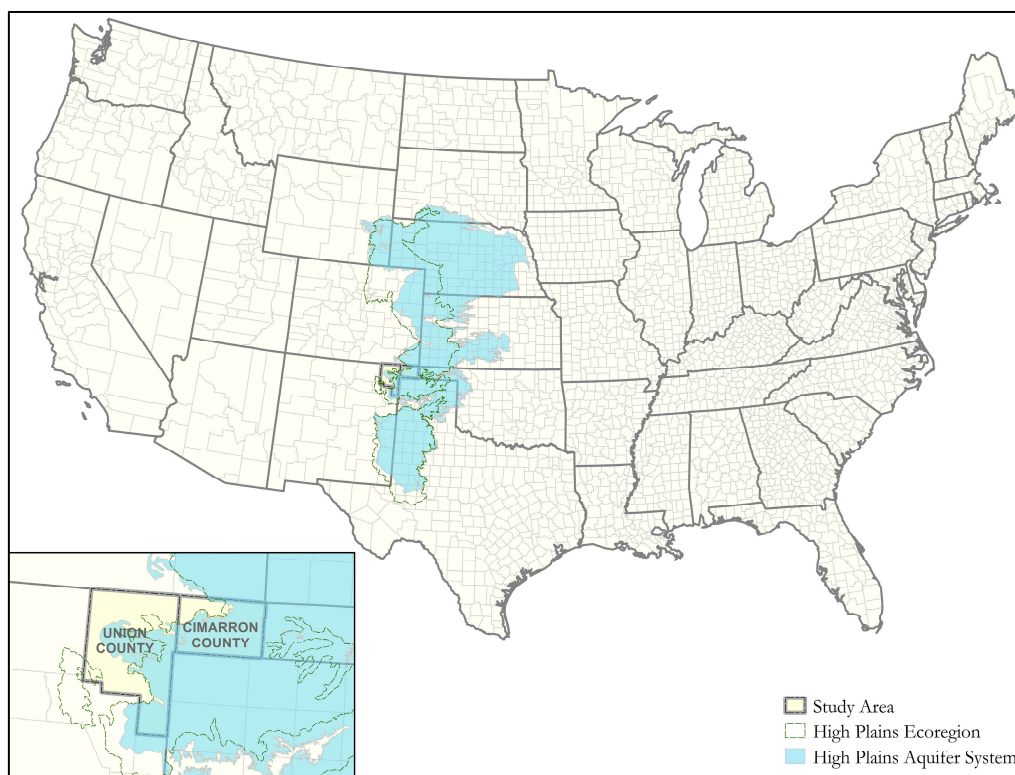 UNION
COUNTY
CIMARRON
COUNTY
Study Area
High Plains Ecoregion
High Plains Aquifer System